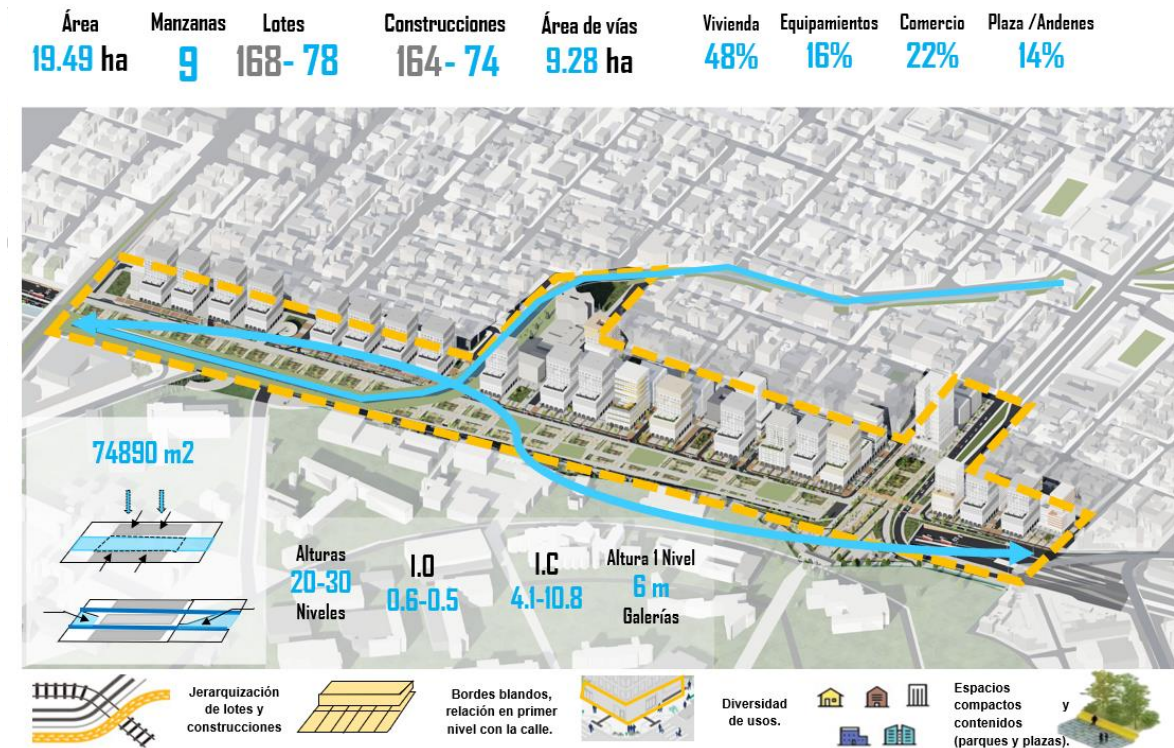 Área
19.49 ha
Manzanas
9
Lotes
168- 78
Construcciones
164- 74
Área de vías
9.28 ha
Vivienda
48%
Equipamientos
16%
Comercio
22%
Plaza /Andenes
14%
74890 m2
Alturas
20-30
Niveles
I.O
0.6-0.5
I.C
4.1-10.8
Altura 1 Nivel
6 m
Galerías
Jerarquización
de lotes y
construcciones
Bordes blandos,
relación en primer
nivel con la calle.
Diversidad
de usos.
Espacios
compactos y
contenidos
(parques y plazas).